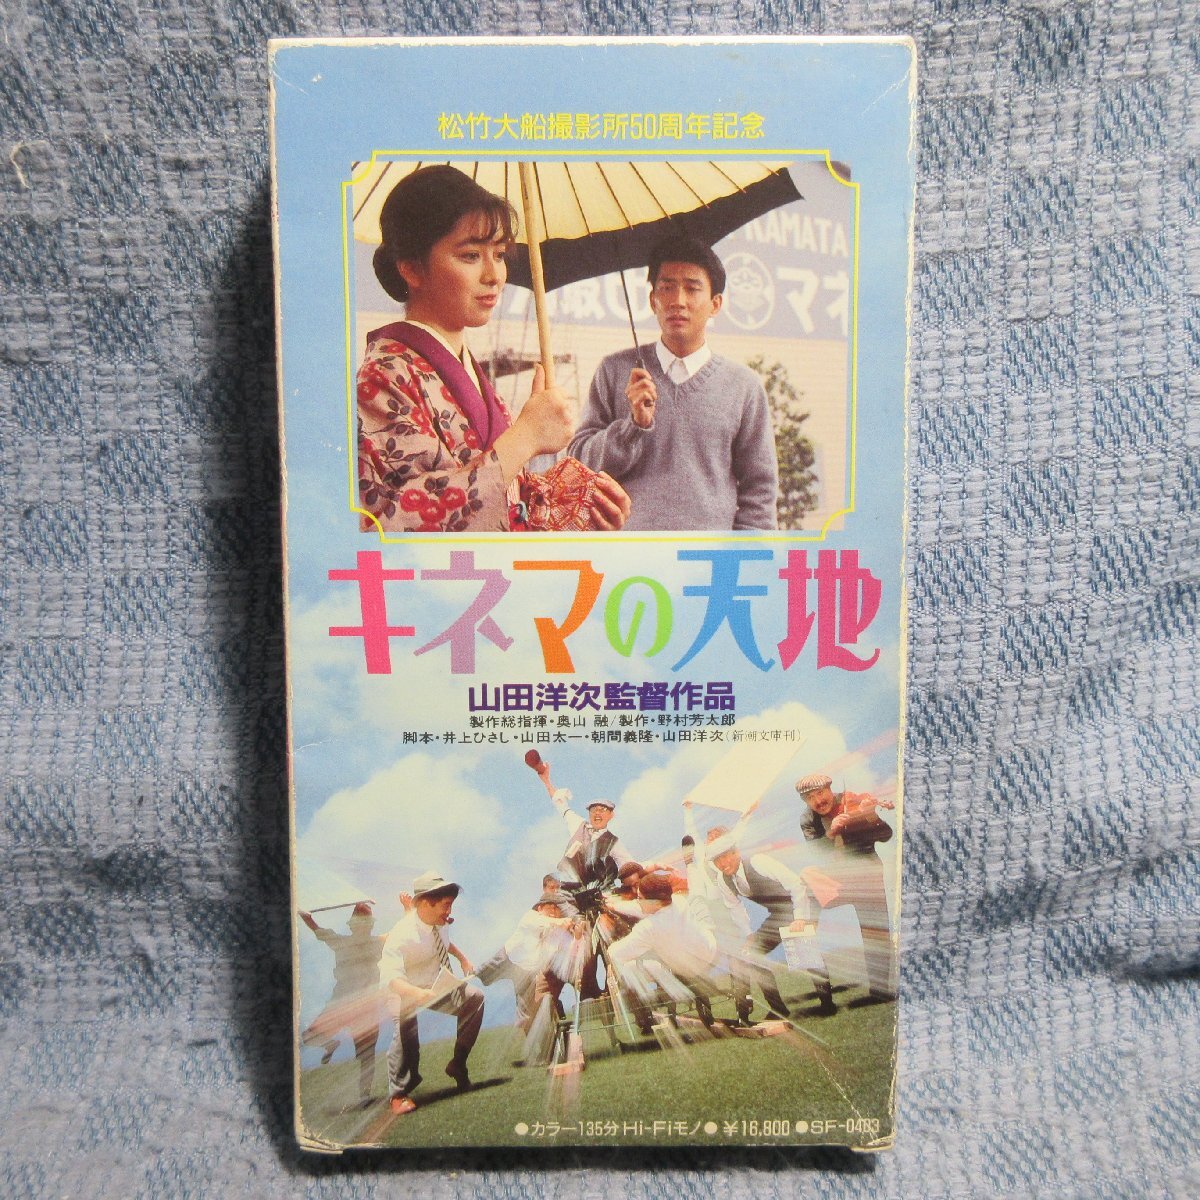 松竹大船撮影所50周年記念
KAMATA
キネマの天地
山田洋次監督作品
製作総指揮・奥山 融/製作・野村芳太郎
脚本・井上ひさし・山田太一・朝間義隆・山田洋次(新潮文庫刊)
●カラー135分 Hi-Fiモノ● ¥16,800 ●SF-0403